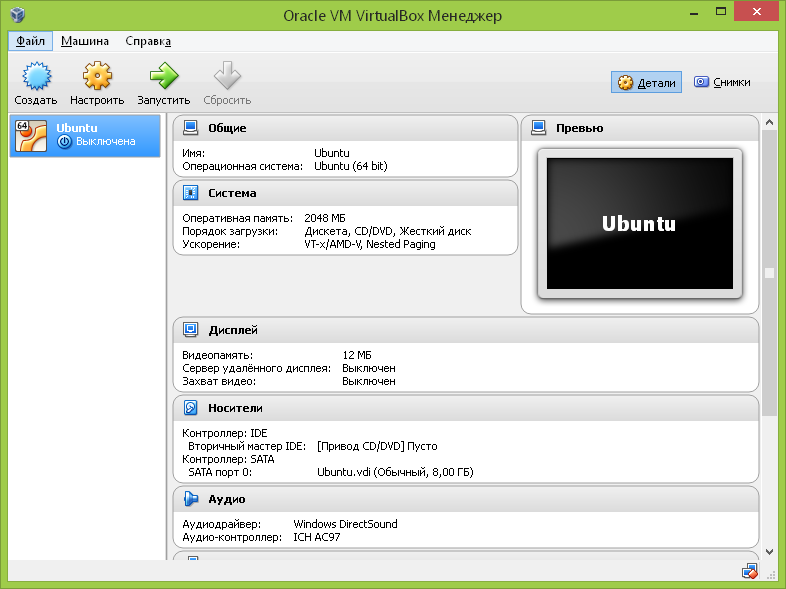 Oracle VM VirtualBox Менеджер
Файл Машина Справка
Создать Настроить Запустить Сбросить
Детали Снимки
64 Ubuntu
Выключена
Общие
Имя: Ubuntu
Операционная система: Ubuntu (64 bit)
Система
Оперативная память: 2048 МБ
Порядок загрузки: Дискета, CD/DVD, Жесткий диск
Ускорение: VT-x/AMD-V, Nested Paging
Превью
Ubuntu
Дисплей
Видеопамять: 12 МБ
Сервер удалённого дисплея: Выключен
Захват видео: Выключен
Носители
Контроллер: IDE
Вторичный мастер IDE: [Привод CD/DVD] Пусто
Контроллер: SATA
SATA порт 0: Ubuntu.vdi (Обычный, 8,00 ГБ)
Аудио
Аудиодрайвер: Windows DirectSound
Аудио-контроллер: ICH AC97